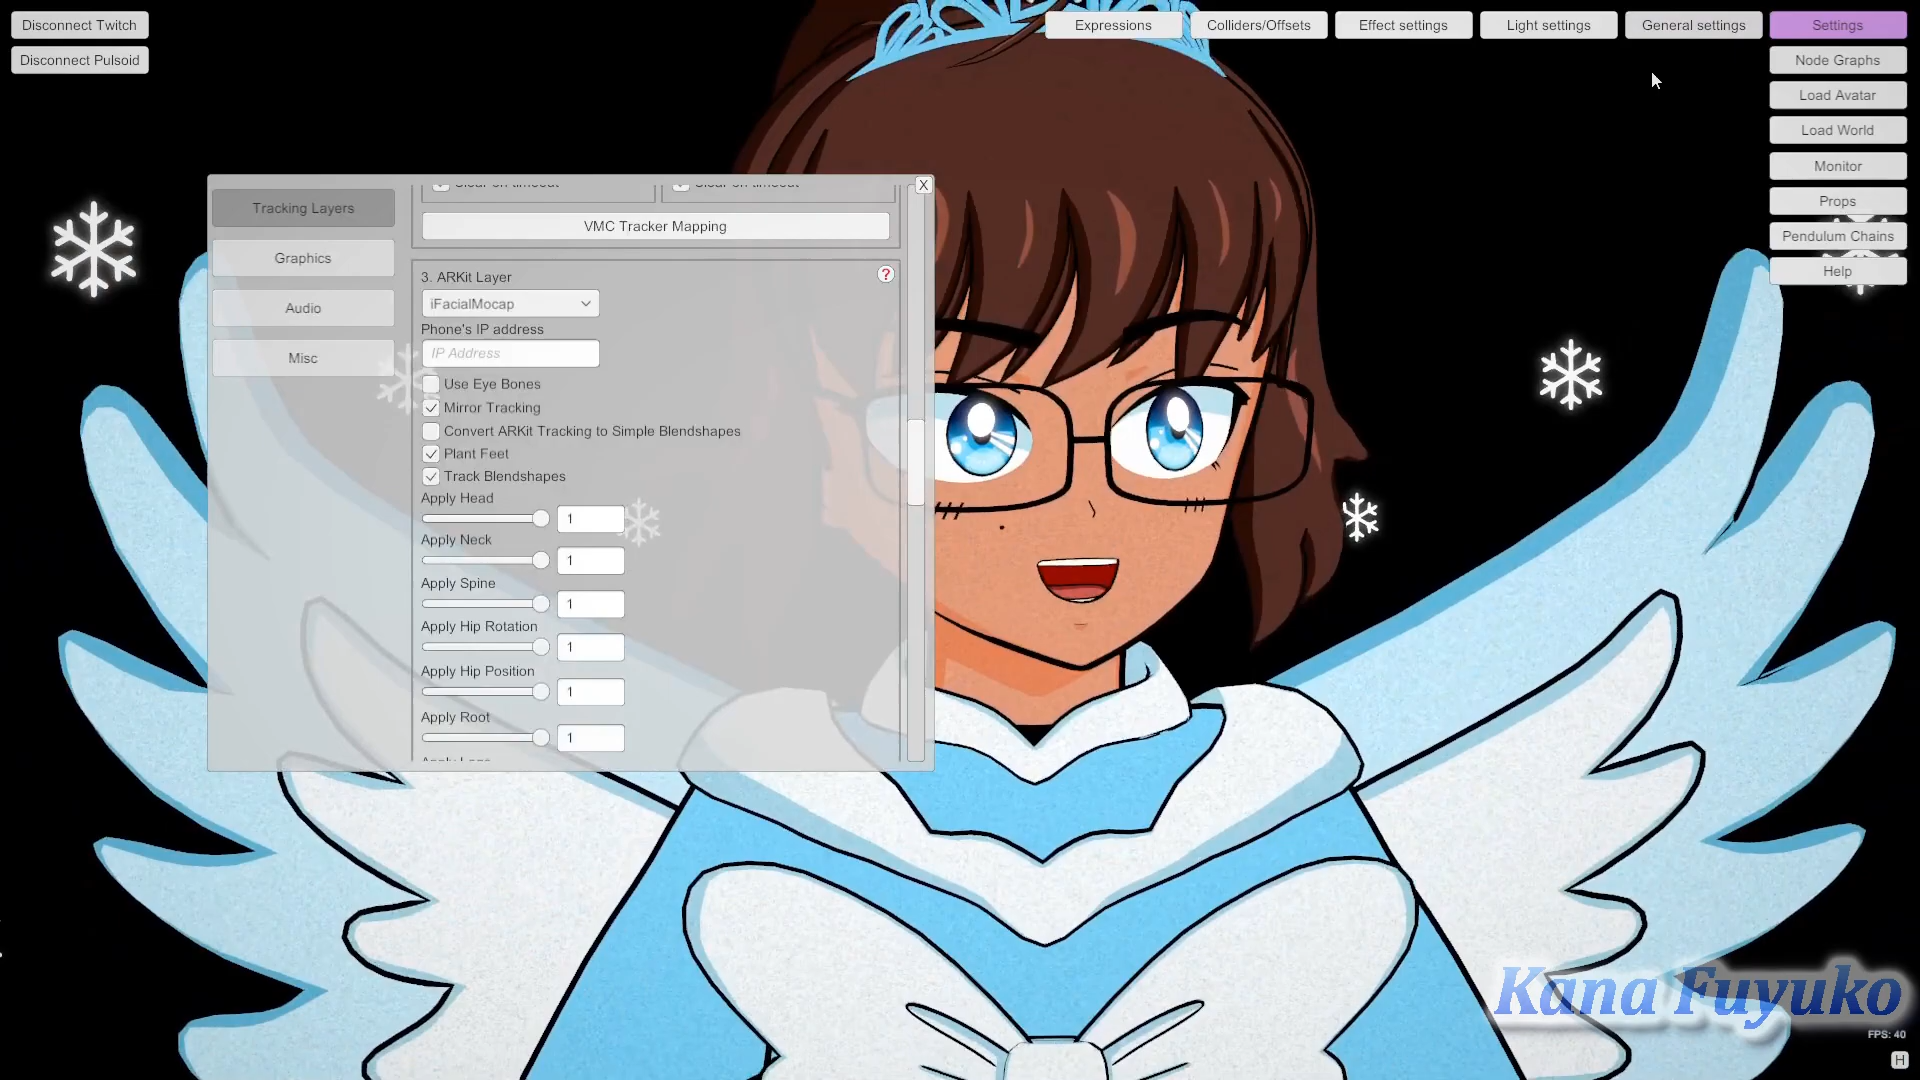 Disconnect Twitch
Disconnect Pulsoid
Expressions
Colliders/Offsets
Effect settings
Light settings
General settings
Settings
Node Graphs
Load Avatar
Load World
Monitor
Props
Pendulum Chains
Help
X
Tracking Layers
Graphics
Audio
Misc
VMC Tracker Mapping
3. ARKit Layer
?
iFacialMocap
Phone's IP address
IP Address
Use Eye Bones
Mirror Tracking
Convert ARKit Tracking to Simple Blendshapes
Plant Feet
Track Blendshapes
Apply Head
1
Apply Neck
1
Apply Spine
1
Apply Hip Rotation
1
Apply Hip Position
1
Apply Root
1
Kana Fuyuko
FPS: 40
H